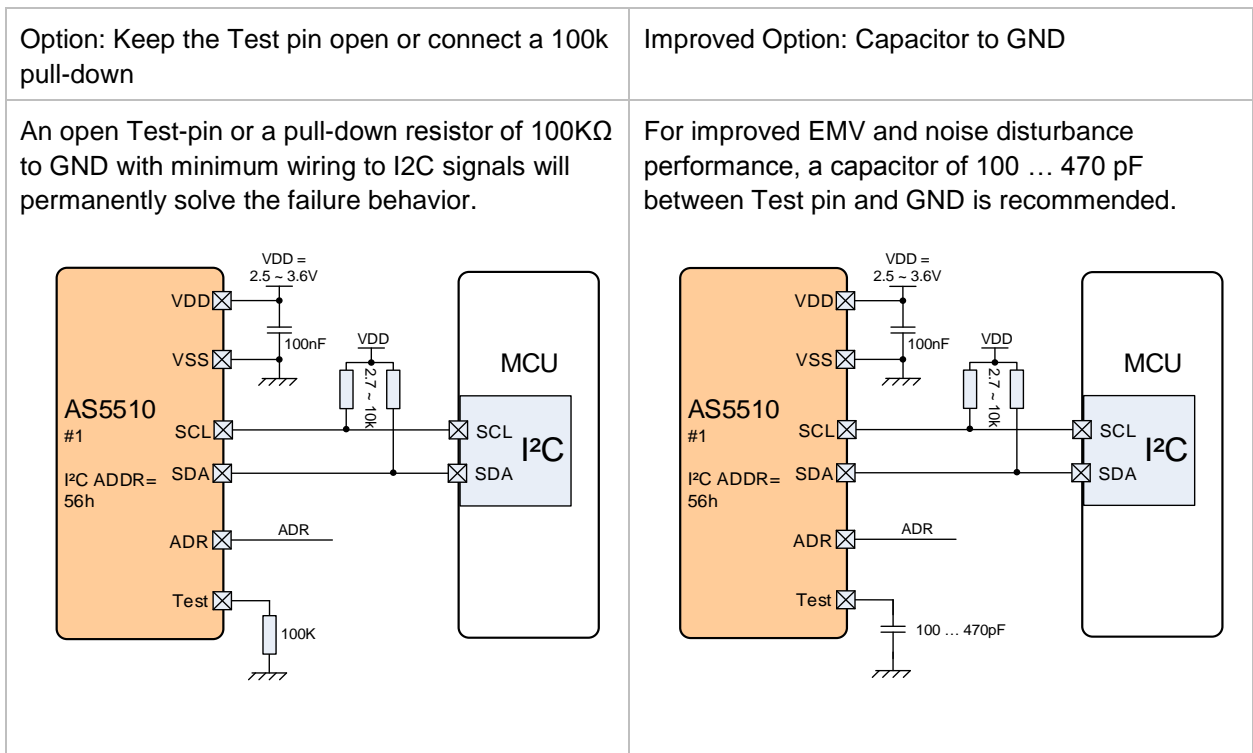 Option: Keep the Test pin open or connect a 100k
pull-down
Improved Option: Capacitor to GND
An open Test-pin or a pull-down resistor of 100KΩ
to GND with minimum wiring to I2C signals will
permanently solve the failure behavior.
For improved EMV and noise disturbance
performance, a capacitor of 100 … 470 pF
between Test pin and GND is recommended.
VDD =
2.5 ~ 3.6V
VDD
100nF
VDD
VSS
2.7 ~ 10k
MCU
AS5510
#1
SCL
SCL
I²C
I²C ADDR=
56h
SDA
SDA
ADR
ADR
Test
100K
VDD =
2.5 ~ 3.6V
VDD
100nF
VDD
VSS
2.7 ~ 10k
MCU
AS5510
#1
SCL
SCL
I²C
I²C ADDR=
56h
SDA
SDA
ADR
ADR
Test
100 … 470pF